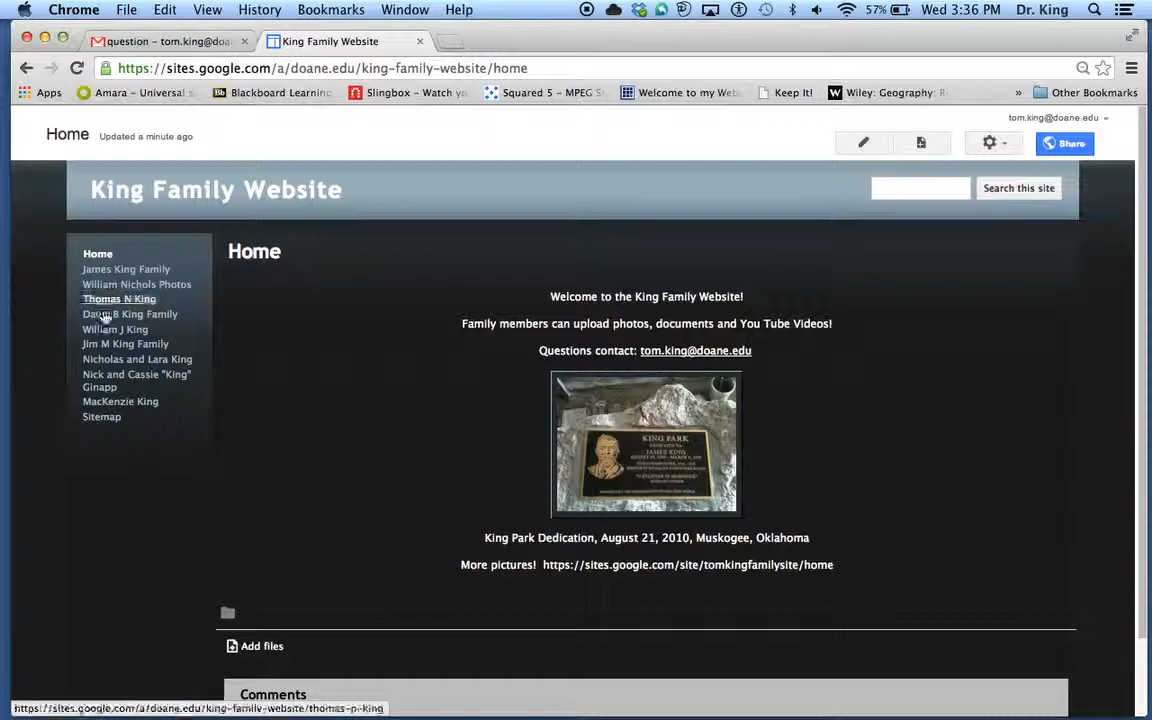 Chrome File Edit View History Bookmarks Window Help 57% Wed 3:36 PM Dr. King
question - tom.king@doa
King Family Website
https://sites.google.com/a/doane.edu/king-family-website/home
Apps Amara - Universal s Blackboard Learning Slingbox - Watch yo Squared 5 - MPEG S Welcome to my Web Keep It! Wiley: Geography: R » Other Bookmarks
tom.king@doane.edu
Home Updated a minute ago
Share
King Family Website
Search this site
Home
James King Family
William Nichols Photos
Thomas N King
David B King Family
William J King
Jim M King Family
Nicholas and Lara King
Nick and Cassie "King"
Ginapp
MacKenzie King
Sitemap
Home
Welcome to the King Family Website!
Family members can upload photos, documents and You Tube Videos!
Questions contact: tom.king@doane.edu
KING PARK
JAMES KING
King Park Dedication, August 21, 2010, Muskogee, Oklahoma
More pictures! https://sites.google.com/site/tomkingfamilysite/home
Add files
Comments
https://sites.google.com/a/doane.edu/king-family-website/thomas-p-king